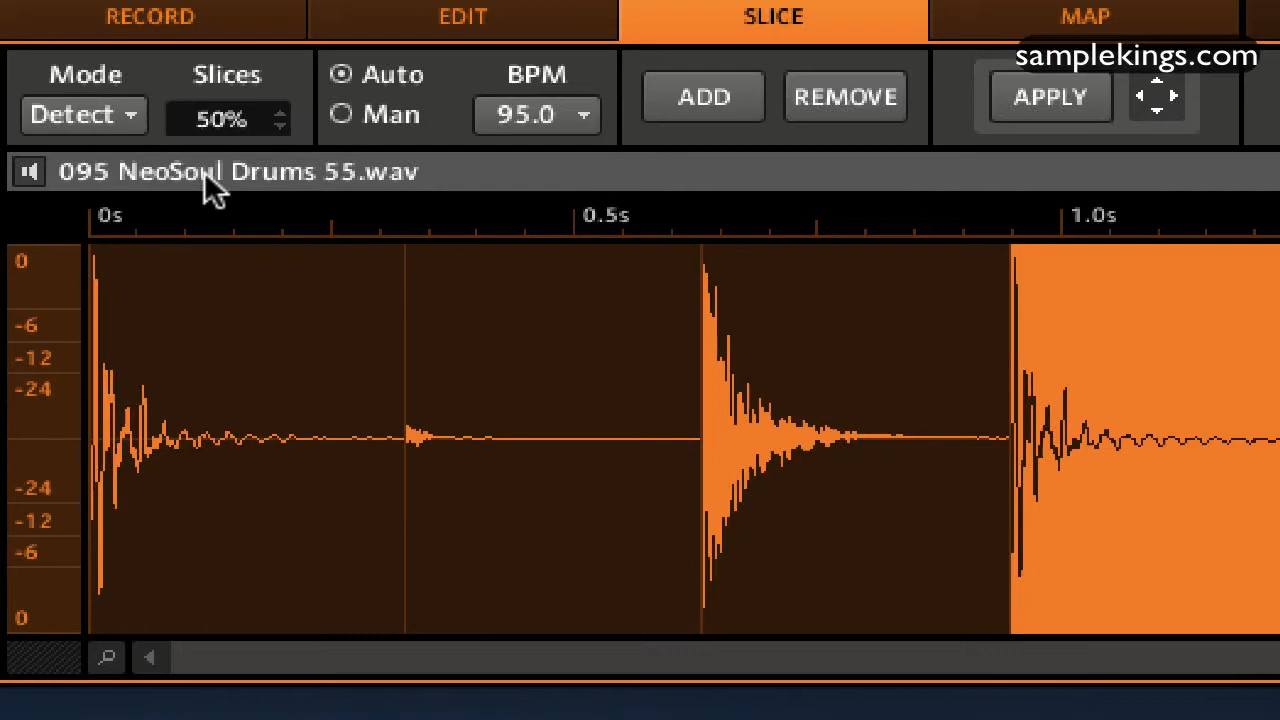 RECORD EDIT SLICE MAP
samplekings.com
Mode Slices Auto BPM
Detect 50% Man 95.0 ADD REMOVE APPLY
095 NeoSoul Drums 55.wav
0s 0.5s 1.0s
0
-6
-12
-24
-24
-12
-6
0